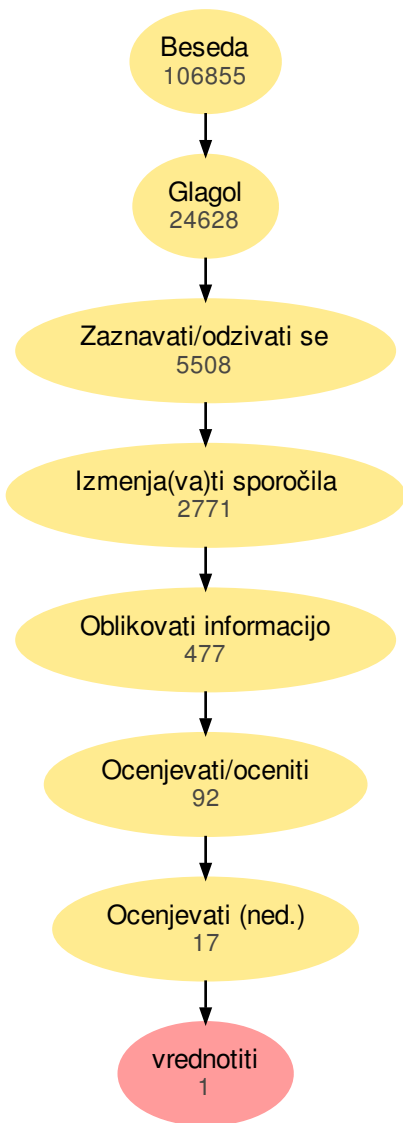 Beseda
106855
Glagol
24628
Zaznavati/odzivati se
5508
Izmenja(va)ti sporočila
2771
Oblikovati informacijo
477
Ocenjevati/oceniti
92
Ocenjevati (ned.)
17
vrednotiti
1